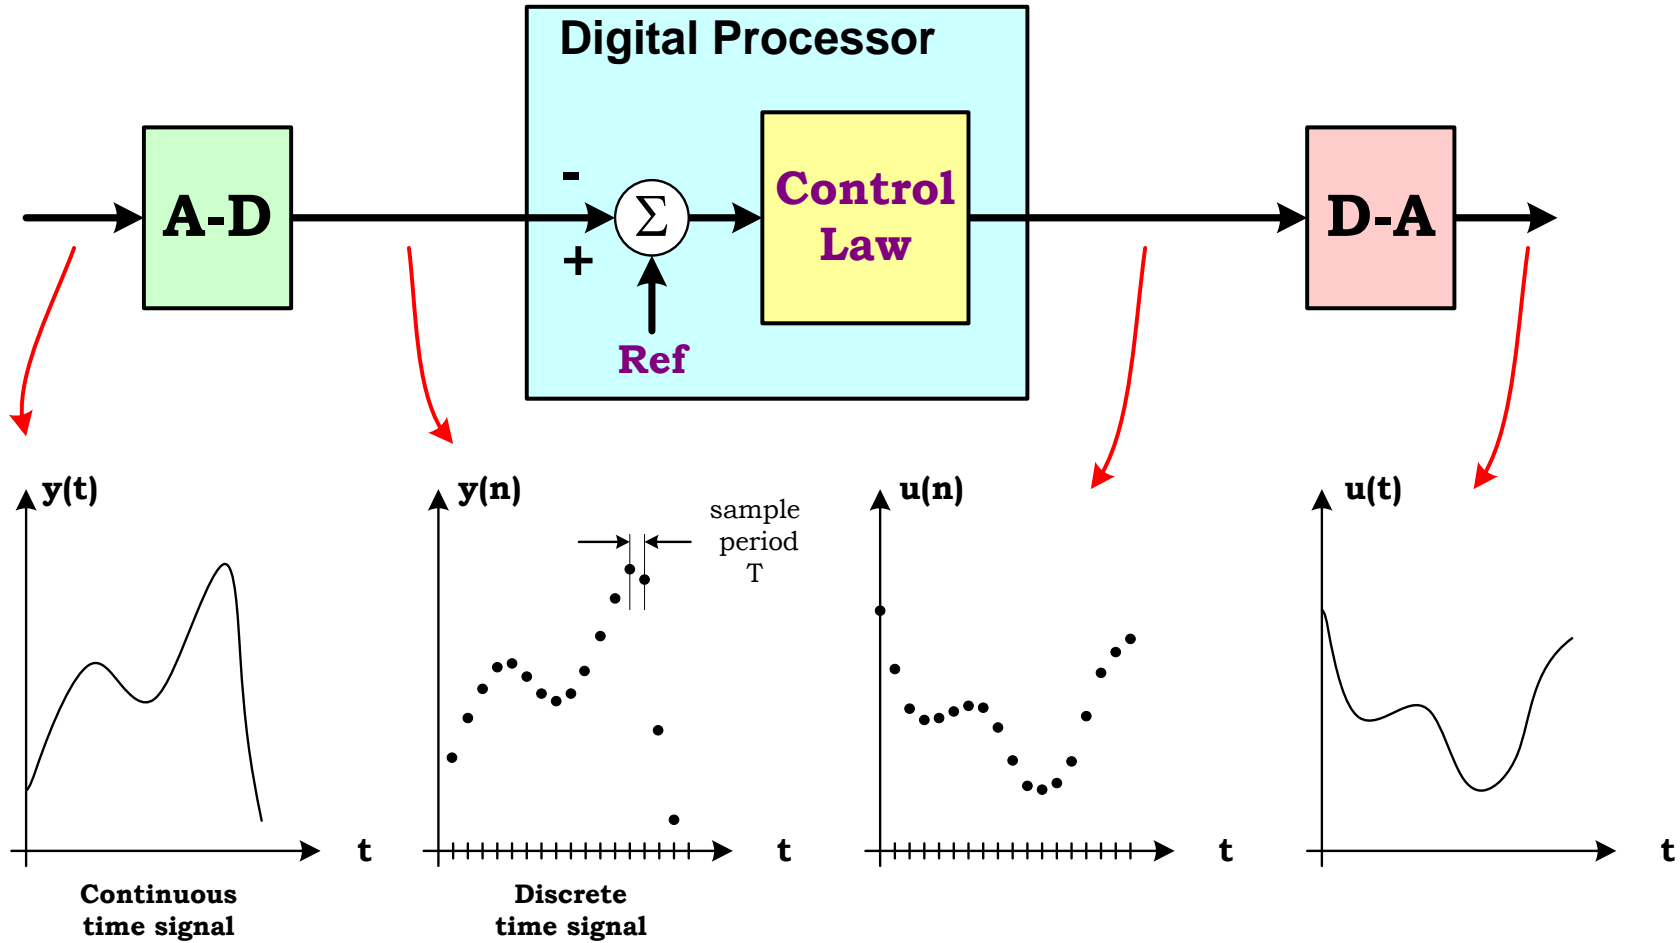 Digital Processor
A-D
-
+
Σ
Ref
Control
Law
D-A
y(t)
t
Continuous
time signal
y(n)
sample
period
T
t
Discrete
time signal
u(n)
t
u(t)
t